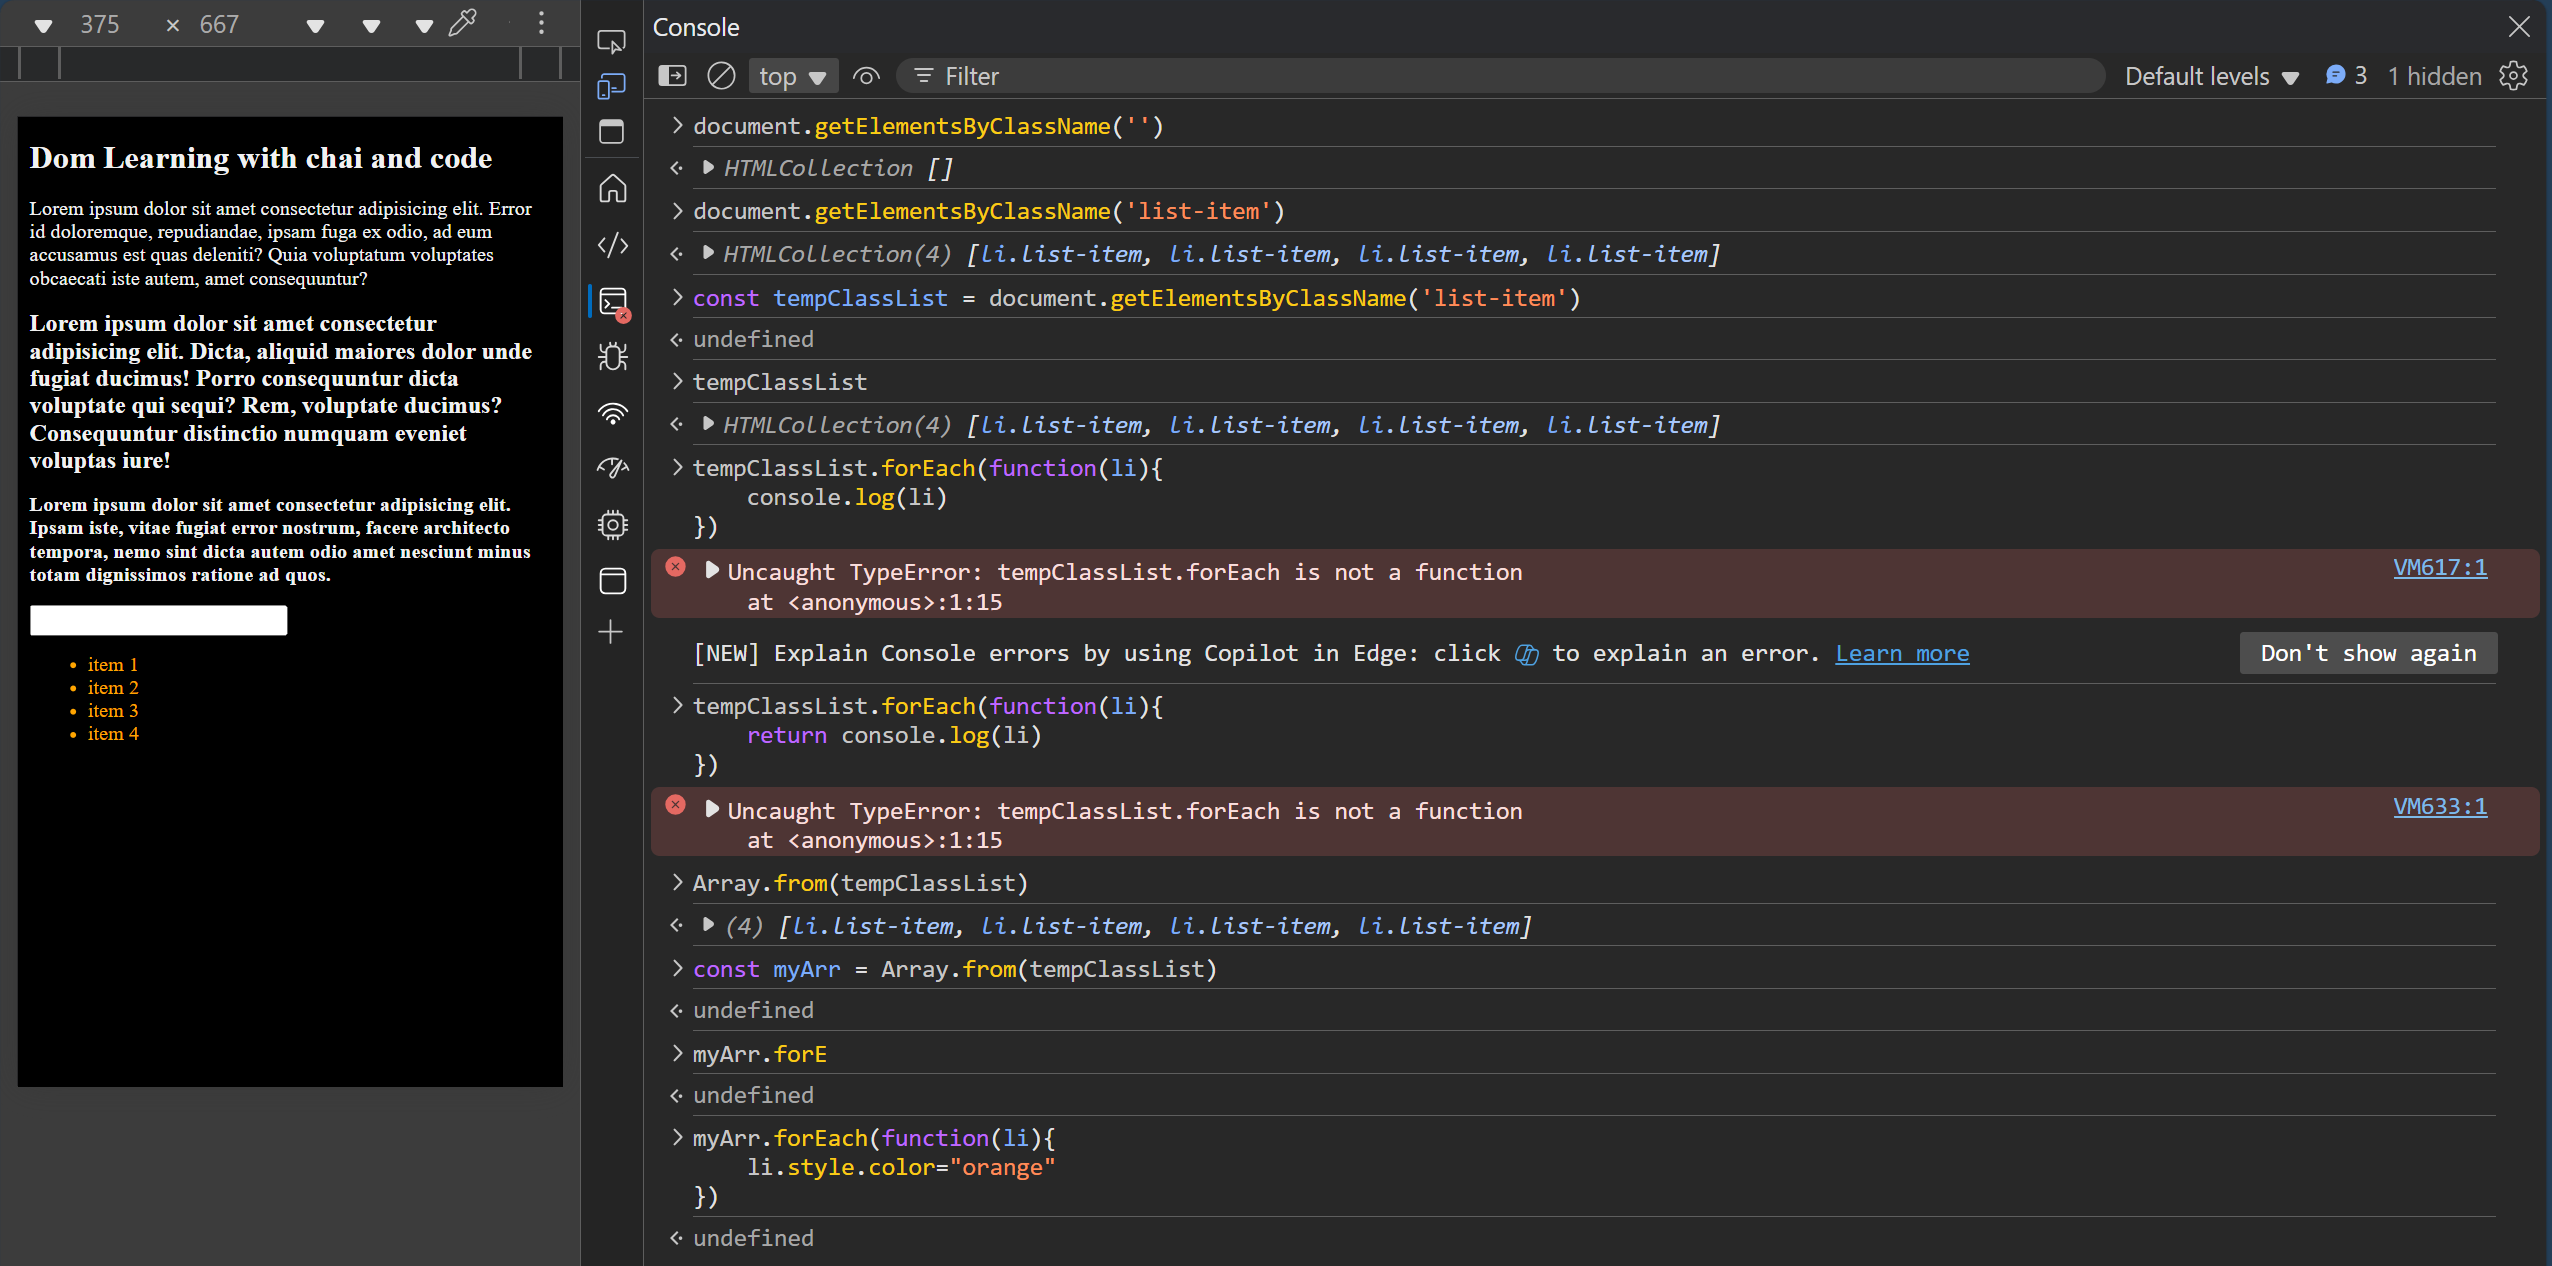 375 × 667
Dom Learning with chai and code
Lorem ipsum dolor sit amet consectetur adipisicing elit. Error
id doloremque, repudiandae, ipsam fuga ex odio, ad eum
accusamus est quas deleniti? Quia voluptatum voluptates
obcaecati iste autem, amet consequuntur?
Lorem ipsum dolor sit amet consectetur
adipisicing elit. Dicta, aliquid maiores dolor unde
fugiat ducimus! Porro consequuntur dicta
voluptate qui sequi? Rem, voluptate ducimus?
Consequuntur distinctio numquam eveniet
voluptas iure!
Lorem ipsum dolor sit amet consectetur adipisicing elit.
Ipsam iste, vitae fugiat error nostrum, facere architecto
tempora, nemo sint dicta autem odio amet nesciunt minus
totam dignissimos ratione ad quos.
• item 1
• item 2
• item 3
• item 4
Console
top Filter Default levels 3 1 hidden
document.getElementsByClassName('')
HTMLCollection []
document.getElementsByClassName('list-item')
HTMLCollection(4) [li.list-item, li.list-item, li.list-item, li.list-item]
const tempClassList = document.getElementsByClassName('list-item')
undefined
tempClassList
HTMLCollection(4) [li.list-item, li.list-item, li.list-item, li.list-item]
tempClassList.forEach(function(li){
console.log(li)
})
Uncaught TypeError: tempClassList.forEach is not a function VM617:1
at <anonymous>:1:15
[NEW] Explain Console errors by using Copilot in Edge: click to explain an error. Learn more Don't show again
tempClassList.forEach(function(li){
return console.log(li)
})
Uncaught TypeError: tempClassList.forEach is not a function VM633:1
at <anonymous>:1:15
Array.from(tempClassList)
(4) [li.list-item, li.list-item, li.list-item, li.list-item]
const myArr = Array.from(tempClassList)
undefined
myArr.forE
undefined
myArr.forEach(function(li){
li.style.color="orange"
})
undefined